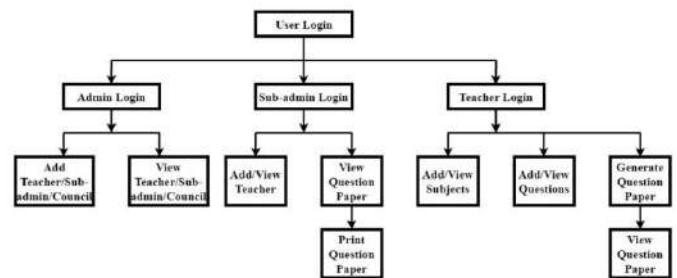 User Login
Admin Login
Sub-admin Login
Teacher Login
Add
Teacher/Sub-
admin/Council
View
Teacher/Sub-
admin/Council
Add/View
Teacher
View
Question
Paper
Add/View
Subjects
Add/View
Questions
Generate
Question
Paper
Print
Question
Paper
View
Question
Paper